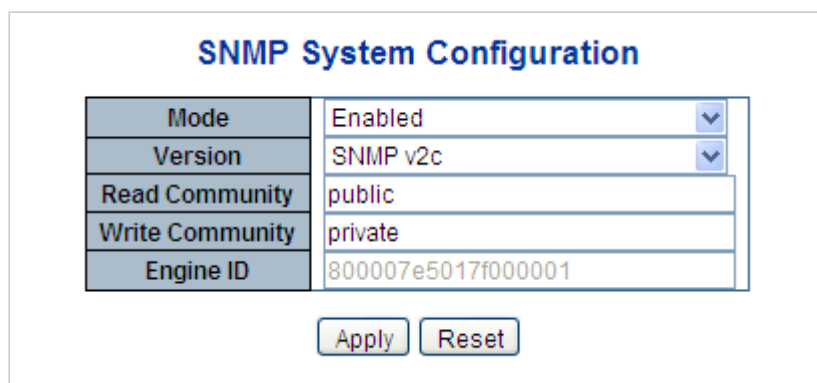 SNMP System Configuration
Mode Enabled
Version SNMP v2c
Read Community public
Write Community private
Engine ID 800007e5017f000001
Apply Reset